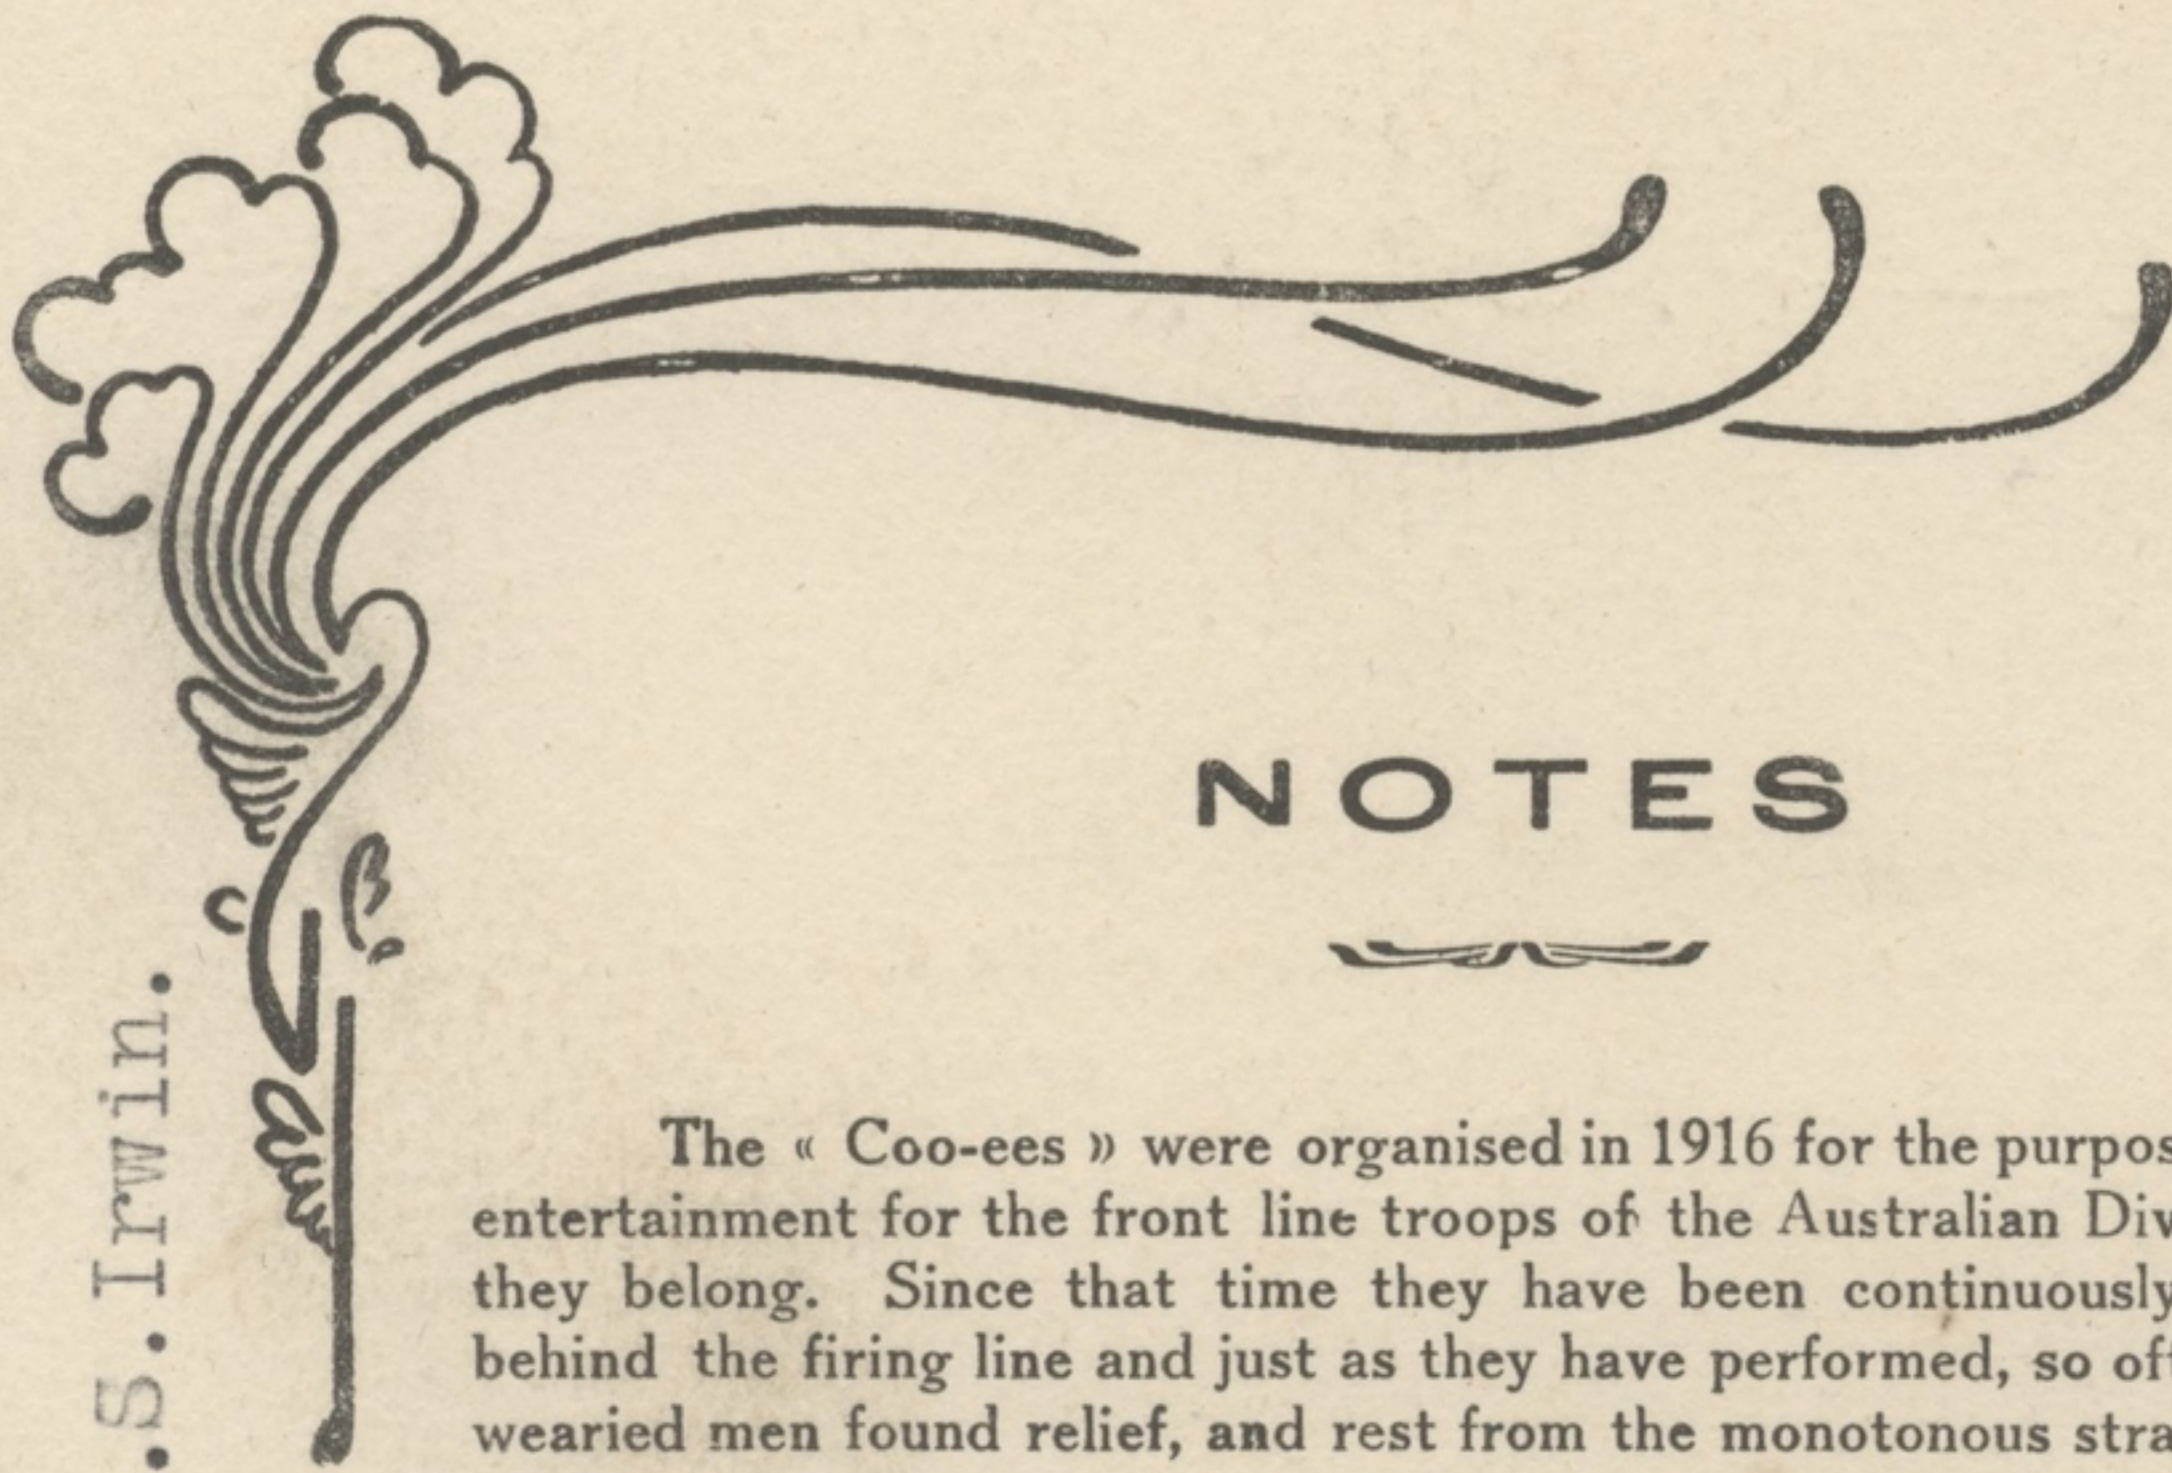 NOTES
The « Coo-ees » were organised in 1916 for the purpos
entertainment for the front line troops of the Australian Div
they belong. Since that time they have been continuously
behind the firing line and just as they have performed, so of
wearied men found relief, and rest from the monotonous stra
.S. Irwin.